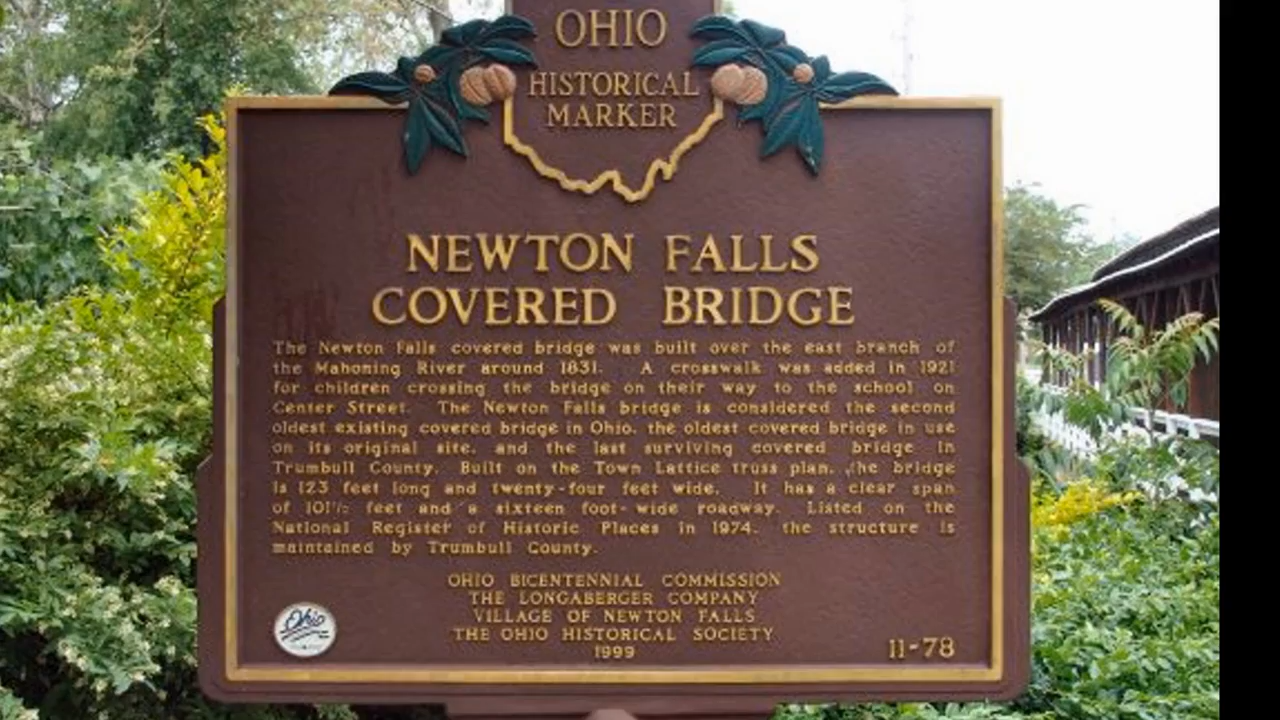 OHIO
HISTORICAL
MARKER
NEWTON FALLS
COVERED BRIDGE
The Newton Falls covered bridge was built over the east branch of
the Mahoning River around 1831. A crosswalk was added in 1921
for children crossing the bridge on their way to the school on
Center Street. The Newton Falls bridge is considered the second
oldest existing covered bridge in Ohio, the oldest covered bridge in use
on its original site, and the last surviving covered bridge in
Trumbull County. Built on the Town Lattice truss plan, the bridge
is 123 feet long and twenty-four feet wide. It has a clear span
of 101½ feet and a sixteen foot-wide roadway. Listed on the
National Register of Historic Places in 1974, the structure is
maintained by Trumbull County.
OHIO BICENTENNIAL COMMISSION
THE LONGABERGER COMPANY
VILLAGE OF NEWTON FALLS
THE OHIO HISTORICAL SOCIETY
1999
11-78
Ohio